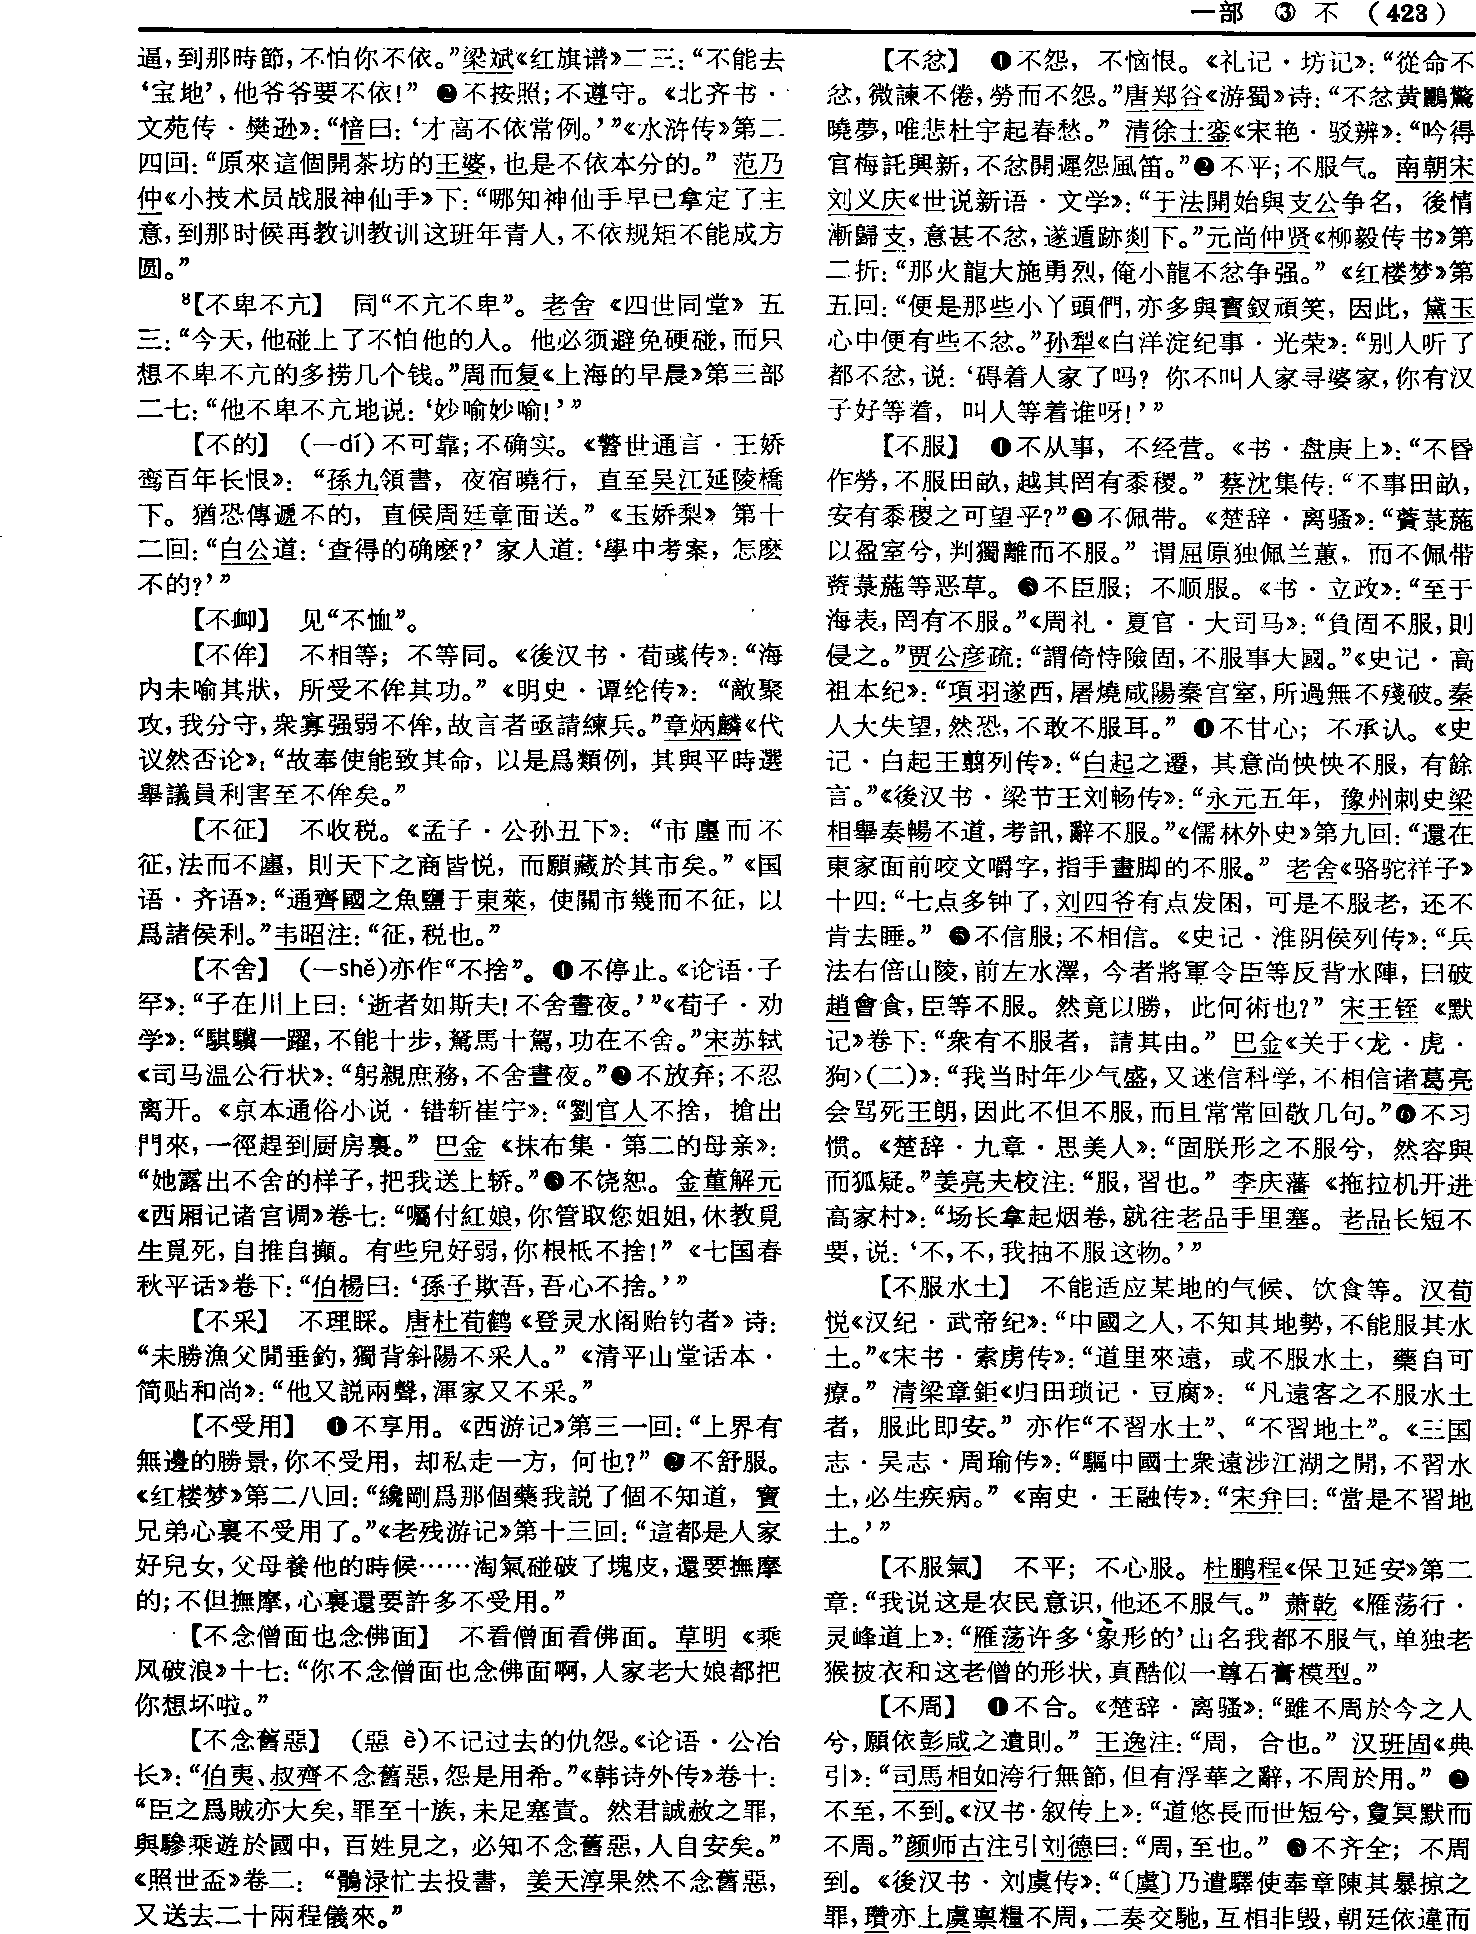 一部 ③ 不 （423）
逼，到那時節，不怕你不依。”梁斌《红旗谱》二三：“不能去
‘宝地’，他爷爷要不依！” ❷不按照；不遵守。《北齐书·
文苑传·樊逊》：“愔曰：‘才高不依常例。’”《水浒传》第二
四回：“原來這個開茶坊的王婆，也是不依本分的。” 范乃
仲《小技术员战服神仙手》下：“哪知神仙手早已拿定了主
意，到那时候再教训教训这班年青人，不依规矩不能成方
圆。”
⁸【不卑不亢】 同“不亢不卑”。老舍《四世同堂》五
三：“今天，他碰上了不怕他的人。他必须避免硬碰，而只
想不卑不亢的多捞几个钱。”周而复《上海的早晨》第三部
二七：“他不卑不亢地说：‘妙喻妙喻！’”
【不的】 （一dí）不可靠；不确实。《警世通言·王娇
鸾百年长恨》：“孫九領書，夜宿曉行，直至吴江延陵橋
下。猶恐傳遞不的，直候周廷章面送。”《玉娇梨》第十
二回：“白公道：‘查得的确麽？’家人道：‘學中考案，怎麽
不的？’”
【不卹】 见“不恤”。
【不侔】 不相等；不等同。《後汉书·荀彧传》：“海
内未喻其狀，所受不侔其功。”《明史·谭纶传》：“敵聚
攻，我分守，衆寡强弱不侔，故言者亟請練兵。”章炳麟《代
议然否论》：“故奉使能致其命，以是爲類例，其與平時選
舉議員利害至不侔矣。”
【不征】 不收税。《孟子·公孙丑下》：“市廛而不
征，法而不廛，則天下之商皆悦，而願藏於其市矣。”《国
语·齐语》：“通齊國之魚鹽于東萊，使關市幾而不征，以
爲諸侯利。”韦昭注：“征，税也。”
【不舍】 （一shě）亦作“不捨”。❶不停止。《论语·子
罕》：“子在川上曰：‘逝者如斯夫！不舍晝夜。’”《荀子·劝
学》：“騏驥一躍，不能十步，駑馬十駕，功在不舍。”宋苏轼
《司马温公行状》：“躬親庶務，不舍晝夜。”❷不放弃；不忍
离开。《京本通俗小说·错斩崔宁》：“劉官人不捨，搶出
門來，一徑趕到厨房裏。” 巴金《抹布集·第二的母亲》：
“她露出不舍的样子，把我送上轿。”❸不饶恕。金董解元
《西厢记诸宫调》卷七：“囑付紅娘，你管取您姐姐，休教覓
生覓死，自推自攧。有些兒好弱，你根柢不捨！”《七国春
秋平话》卷下：“伯楊曰：‘孫子欺吾，吾心不捨。’”
【不采】 不理睬。唐杜荀鹤《登灵水阁贻钓者》诗：
“未勝漁父閒垂釣，獨背斜陽不采人。”《清平山堂话本·
简贴和尚》：“他又説兩聲，渾家又不采。”
【不受用】 ❶不享用。《西游记》第三一回：“上界有
無邊的勝景，你不受用，却私走一方，何也？” ❷不舒服。
《红楼梦》第二八回：“纔剛爲那個藥我説了個不知道，寶
兄弟心裏不受用了。”《老残游记》第十三回：“這都是人家
好兒女，父母養他的時候……淘氣碰破了塊皮，還要撫摩
的；不但撫摩，心裏還要許多不受用。”
【不念僧面也念佛面】 不看僧面看佛面。草明《乘
风破浪》十七：“你不念僧面也念佛面啊，人家老大娘都把
你想坏啦。”
【不念舊惡】 （惡 è）不记过去的仇怨。《论语·公冶
长》：“伯夷、叔齊不念舊惡，怨是用希。”《韩诗外传》卷十：
“臣之爲賊亦大矣，罪至十族，未足塞責。然君誠赦之罪，
與驂乘遊於國中，百姓見之，必知不念舊惡，人自安矣。”
《照世盃》卷二：“鶻渌忙去投書，姜天淳果然不念舊惡，
又送去二十兩程儀來。”
【不忿】 ❶不怨，不恼恨。《礼记·坊记》：“從命不
忿，微諫不倦，勞而不怨。”唐郑谷《游蜀》诗：“不忿黄鸝驚
曉夢，唯悲杜宇起春愁。” 清徐士銮《宋艳·驳辨》：“吟得
官梅託興新，不忿開遲怨風笛。”❷不平；不服气。南朝宋
刘义庆《世说新语·文学》：“于法開始與支公争名，後情
漸歸支，意甚不忿，遂遁跡剡下。”元尚仲贤《柳毅传书》第
二折：“那火龍大施勇烈，俺小龍不忿争强。”《红楼梦》第
五回：“便是那些小丫頭們，亦多與寳釵頑笑，因此，黛玉
心中便有些不忿。”孙犁《白洋淀纪事·光荣》：“别人听了
都不忿，说：‘碍着人家了吗？你不叫人家寻婆家，你有汉
子好等着，叫人等着谁呀！’”
【不服】 ❶不从事，不经营。《书·盘庚上》：“不昏
作勞，不服田畝，越其罔有黍稷。” 蔡沈集传：“不事田畝，
安有黍稷之可望乎？”❷不佩带。《楚辞·离骚》：“薋菉葹
以盈室兮，判獨離而不服。” 谓屈原独佩兰蕙，而不佩带
薋菉葹等恶草。❸不臣服；不顺服。《书·立政》：“至于
海表，罔有不服。”《周礼·夏官·大司马》：“負固不服，則
侵之。”贾公彦疏：“謂倚恃險固，不服事大國。”《史记·高
祖本纪》：“項羽遂西，屠燒咸陽秦宫室，所過無不殘破。秦
人大失望，然恐，不敢不服耳。” ❹不甘心；不承认。《史
记·白起王翦列传》：“白起之遷，其意尚怏怏不服，有餘
言。”《後汉书·梁节王刘畅传》：“永元五年，豫州刺史梁
相舉奏暢不道，考訊，辭不服。”《儒林外史》第九回：“還在
東家面前咬文嚼字，指手畫脚的不服。” 老舍《骆驼祥子》
十四：“七点多钟了，刘四爷有点发困，可是不服老，还不
肯去睡。” ❺不信服；不相信。《史记·淮阴侯列传》：“兵
法右倍山陵，前左水澤，今者將軍令臣等反背水陣，曰破
趙會食，臣等不服。然竟以勝，此何術也？” 宋王铚《默
记》卷下：“衆有不服者，請其由。” 巴金《关于〈龙·虎·
狗〉（二）》：“我当时年少气盛，又迷信科学，不相信诸葛亮
会骂死王朗，因此不但不服，而且常常回敬几句。”❻不习
惯。《楚辞·九章·思美人》：“固朕形之不服兮，然容與
而狐疑。”姜亮夫校注：“服，習也。” 李庆藩《拖拉机开进
高家村》：“场长拿起烟卷，就往老品手里塞。老品长短不
要，说：‘不，不，我抽不服这物。’”
【不服水土】 不能适应某地的气候、饮食等。汉荀
悦《汉纪·武帝纪》：“中國之人，不知其地勢，不能服其水
土。”《宋书·索虏传》：“道里來遠，或不服水土，藥自可
療。” 清梁章鉅《归田琐记·豆腐》：“凡遠客之不服水土
者，服此即安。” 亦作“不習水土”、“不習地土”。《三国
志·吴志·周瑜传》：“驅中國士衆遠涉江湖之間，不習水
土，必生疾病。”《南史·王融传》：“宋弁曰：“當是不習地
土。’”
【不服氣】 不平；不心服。杜鹏程《保卫延安》第二
章：“我说这是农民意识，他还不服气。” 萧乾《雁荡行·
灵峰道上》：“雁荡许多‘象形的’山名我都不服气，单独老
猴披衣和这老僧的形状，真酷似一尊石膏模型。”
【不周】 ❶不合。《楚辞·离骚》：“雖不周於今之人
兮，願依彭咸之遺則。” 王逸注：“周，合也。” 汉班固《典
引》：“司馬相如洿行無節，但有浮華之辭，不周於用。” ❷
不至，不到。《汉书·叙传上》：“道悠長而世短兮，敻冥默而
不周。”颜师古注引刘德曰：“周，至也。” ❸不齐全；不周
到。《後汉书·刘虞传》：“〔虞〕乃遣驛使奉章陳其暴掠之
罪，瓚亦上虞稟糧不周，二奏交馳，互相非毁，朝廷依違而